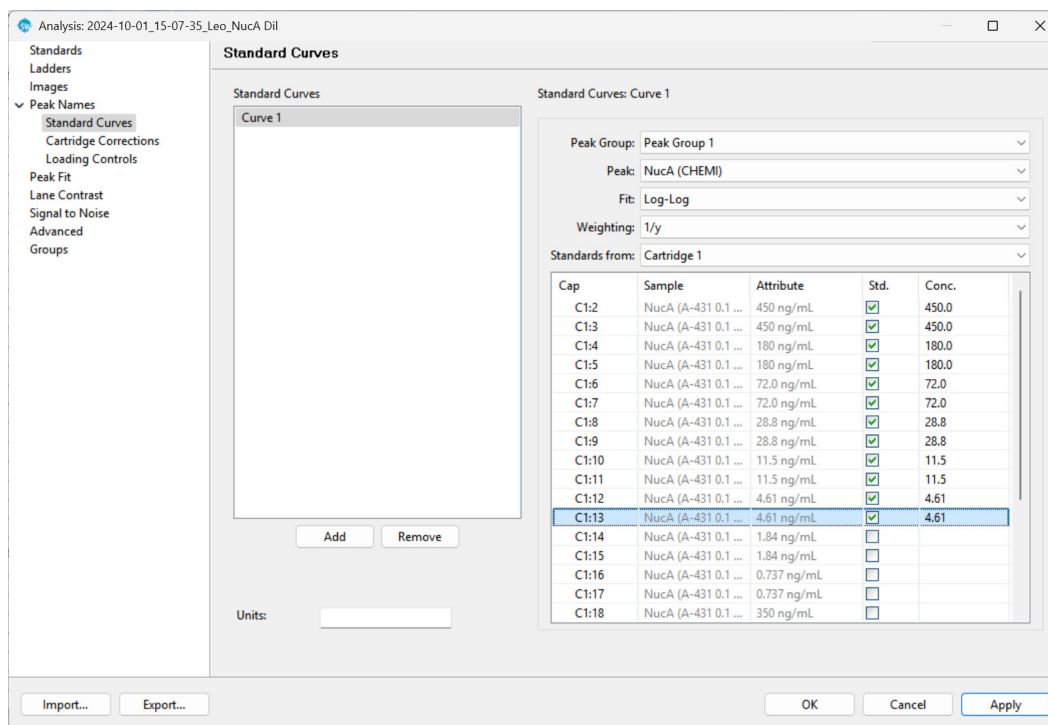 Analysis: 2024-10-01_15-07-35_Leo_NucA Dil
Standards
Ladders
Images
Peak Names
Standard Curves
Cartridge Corrections
Loading Controls
Peak Fit
Lane Contrast
Signal to Noise
Advanced
Groups
Standard Curves
Standard Curves
Curve 1
Add Remove
Units:
Standard Curves: Curve 1
Peak Group: Peak Group 1
Peak: NucA (CHEMI)
Fit: Log-Log
Weighting: 1/y
Standards from: Cartridge 1
Cap Sample Attribute Std. Conc.
C1:2 NucA (A-431 0.1 ... 450 ng/mL 450.0
C1:3 NucA (A-431 0.1 ... 450 ng/mL 450.0
C1:4 NucA (A-431 0.1 ... 180 ng/mL 180.0
C1:5 NucA (A-431 0.1 ... 180 ng/mL 180.0
C1:6 NucA (A-431 0.1 ... 72.0 ng/mL 72.0
C1:7 NucA (A-431 0.1 ... 72.0 ng/mL 72.0
C1:8 NucA (A-431 0.1 ... 28.8 ng/mL 28.8
C1:9 NucA (A-431 0.1 ... 28.8 ng/mL 28.8
C1:10 NucA (A-431 0.1 ... 11.5 ng/mL 11.5
C1:11 NucA (A-431 0.1 ... 11.5 ng/mL 11.5
C1:12 NucA (A-431 0.1 ... 4.61 ng/mL 4.61
C1:13 NucA (A-431 0.1 ... 4.61 ng/mL 4.61
C1:14 NucA (A-431 0.1 ... 1.84 ng/mL
C1:15 NucA (A-431 0.1 ... 1.84 ng/mL
C1:16 NucA (A-431 0.1 ... 0.737 ng/mL
C1:17 NucA (A-431 0.1 ... 0.737 ng/mL
C1:18 NucA (A-431 0.1 ... 350 ng/mL
Import... Export... OK Cancel Apply